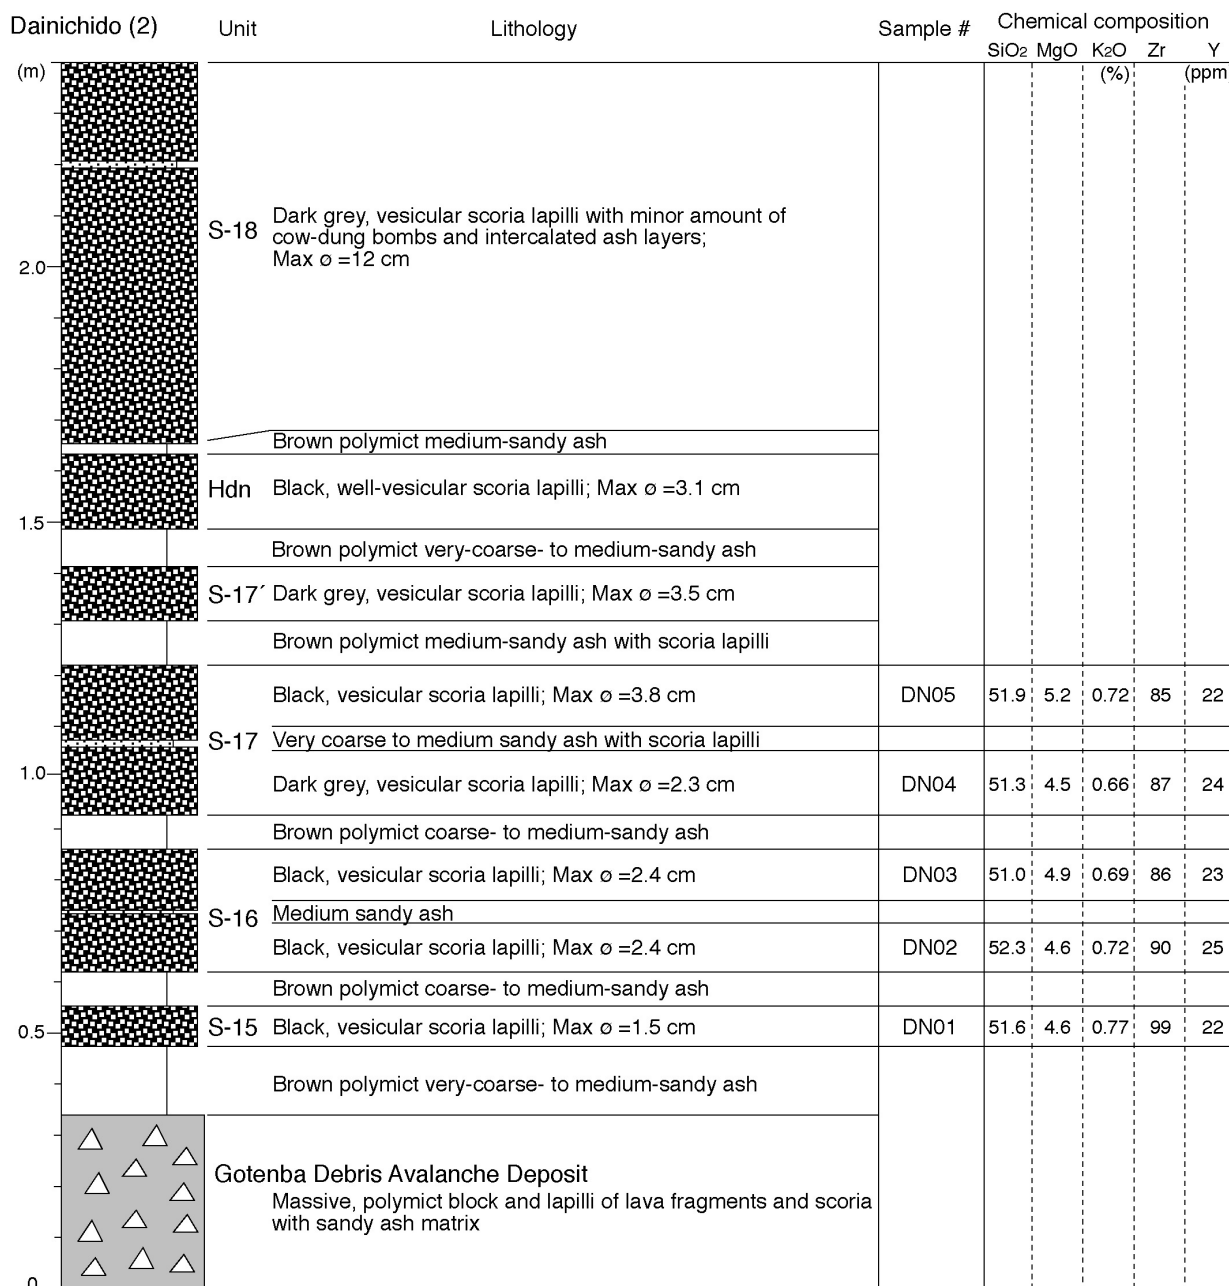 Dainichido (2) Unit Lithology Sample # Chemical composition
SiO2 MgO K2O Zr Y
(m) (%) (ppm
S-18 Dark grey, vesicular scoria lapilli with minor amount of
cow-dung bombs and intercalated ash layers;
Max ø =12 cm
2.0
Brown polymict medium-sandy ash
Hdn Black, well-vesicular scoria lapilli; Max ø =3.1 cm
1.5
Brown polymict very-coarse- to medium-sandy ash
S-17´ Dark grey, vesicular scoria lapilli; Max ø =3.5 cm
Brown polymict medium-sandy ash with scoria lapilli
Black, vesicular scoria lapilli; Max ø =3.8 cm DN05 51.9 5.2 0.72 85 22
S-17 Very coarse to medium sandy ash with scoria lapilli
1.0
Dark grey, vesicular scoria lapilli; Max ø =2.3 cm DN04 51.3 4.5 0.66 87 24
Brown polymict coarse- to medium-sandy ash
Black, vesicular scoria lapilli; Max ø =2.4 cm DN03 51.0 4.9 0.69 86 23
S-16 Medium sandy ash
Black, vesicular scoria lapilli; Max ø =2.4 cm DN02 52.3 4.6 0.72 90 25
Brown polymict coarse- to medium-sandy ash
0.5 S-15 Black, vesicular scoria lapilli; Max ø =1.5 cm DN01 51.6 4.6 0.77 99 22
Brown polymict very-coarse- to medium-sandy ash
Gotenba Debris Avalanche Deposit
Massive, polymict block and lapilli of lava fragments and scoria
with sandy ash matrix
0